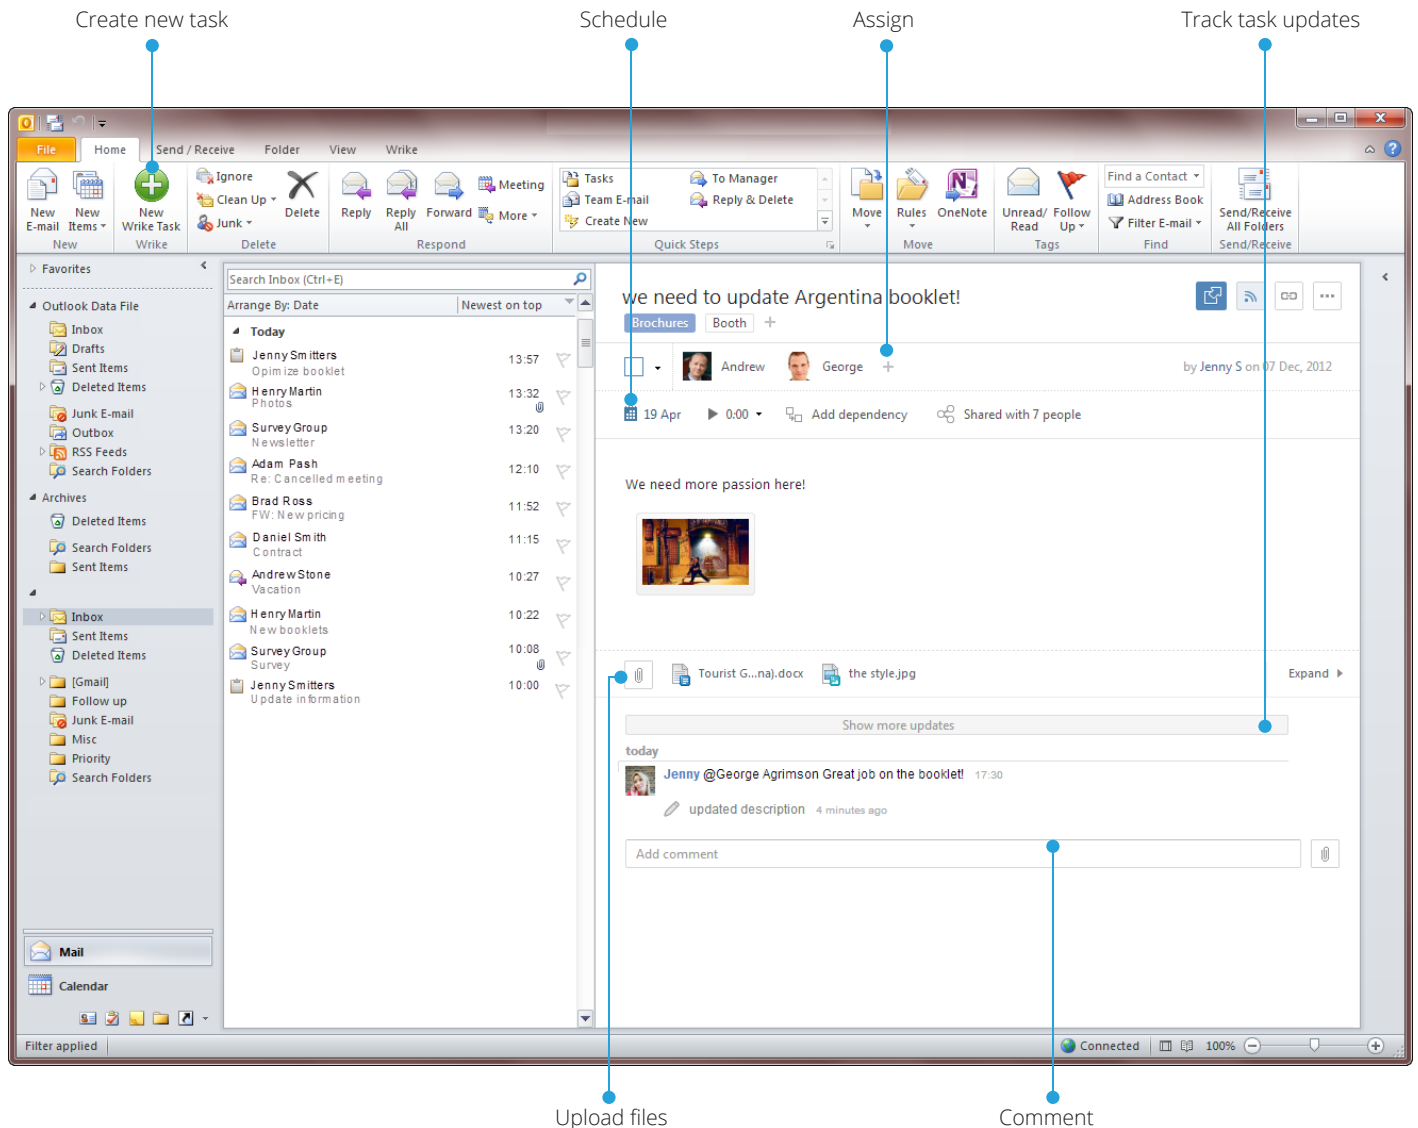 Create new task
Schedule
Assign
Track task updates
File
Home
Send / Receive
Folder
View
Wrike
New E-mail
New Items
New
New Wrike Task
Wrike
Ignore
Clean Up
Junk
Delete
Delete
Reply
Reply All
Forward
Meeting
More
Respond
Tasks
To Manager
Team E-mail
Reply & Delete
Create New
Quick Steps
Move
Rules
OneNote
Move
Unread/ Read
Follow Up
Tags
Find a Contact
Address Book
Filter E-mail
Find
Send/Receive All Folders
Send/Receive
Favorites
Outlook Data File
Inbox
Drafts
Sent Items
Deleted Items
Junk E-mail
Outbox
RSS Feeds
Search Folders
Archives
Deleted Items
Search Folders
Sent Items
Inbox
Sent Items
Deleted Items
[Gmail]
Follow up
Junk E-mail
Misc
Priority
Search Folders
Mail
Calendar
Search Inbox (Ctrl+E)
Arrange By: Date
Newest on top
Today
Jenny Smitters 13:57
Opimize booklet
Henry Martin 13:32
Photos
Survey Group 13:20
Newsletter
Adam Pash 12:10
Re: Cancelled meeting
Brad Ross 11:52
FW: New pricing
Daniel Smith 11:15
Contract
Andrew Stone 10:27
Vacation
Henry Martin 10:22
New booklets
Survey Group 10:08
Survey
Jenny Smitters 10:00
Update information
we need to update Argentina booklet!
Brochures
Booth
Andrew
George
by Jenny S on 07 Dec, 2012
19 Apr
0:00
Add dependency
Shared with 7 people
We need more passion here!
Tourist G...na).docx
the style.jpg
Expand
Show more updates
today
Jenny @George Agrimson Great job on the booklet! 17:30
updated description 4 minutes ago
Add comment
Filter applied
Connected
100%
Upload files
Comment